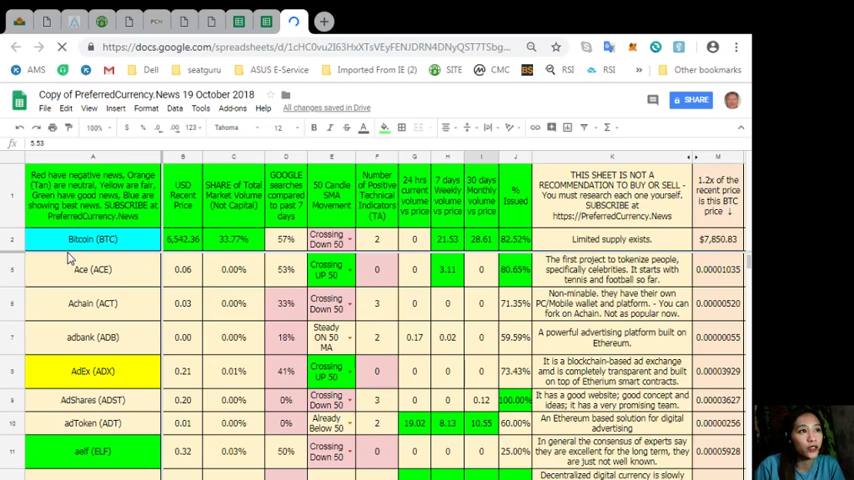 PCH
https://docs.google.com/spreadsheets/d/1cHC0vu2I63HxXTsVEyFENJDRN4DNyQST7TSbg...
AMS
Dell
seatguru
ASUS E-Service
Imported From IE (2)
SITE
CMC
BS
RSI
RSI
»
Other bookmarks
Copy of PreferredCurrency.News 19 October 2018
File Edit View Insert Format Data Tools Add-ons Help All changes saved in Drive
SHARE
100% $ % .0 .00 123 Tahoma 12 B I S A
fx 5.53
A B C D E F G H I J K M
1
Red have negative news, Orange
(Tan) are neutral, Yellow are fair,
Green have good news, Blue are
showing best news. SUBSCRIBE at
PreferredCurrency.News
USD
Recent
Price
SHARE of Total
Market Volume
(Not Capital)
GOOGLE
searches
compared
to past 7
days
50 Candle
SMA
Movement
Number
of Positive
Technical
Indicators
(TA)
24 hrs
current
volume
vs price
7 days
Weekly
volume
vs price
30 days
Monthly
volume
vs price
%
Issued
THIS SHEET IS NOT A
RECOMMENDATION TO BUY OR SELL -
You must research each one yourself.
SUBSCRIBE at
https://PreferredCurrency.News
1.2x of the
recent price
is this BTC
price ↓
2 Bitcoin (BTC) 6,542.36 33.77% 57% Crossing Down 50 2 0 21.53 28.61 82.52% Limited supply exists. $7,850.83
5 Ace (ACE) 0.06 0.00% 53% Crossing UP 50 0 0 3.11 0 80.65% The first project to tokenize people, specifically celebrities. It starts with tennis and football so far. 0.00001035
6 Achain (ACT) 0.03 0.00% 33% Crossing Down 50 3 0 0 0 71.35% Non-minable. they have their own PC/Mobile wallet and platform. - You can fork on Achain. Not as popular now. 0.00000520
7 adbank (ADB) 0.00 0.00% 18% Steady ON 50 MA 2 0.17 0.02 0 59.59% A powerful advertising platform built on Ethereum. 0.00000055
8 AdEx (ADX) 0.21 0.01% 41% Crossing UP 50 0 0 0 0 73.43% It is a blockchain-based ad exchange amd is completely transparent and built on top of Etherium smart contracts. 0.00003929
9 AdShares (ADST) 0.20 0.00% 0% Crossing Down 50 3 0 0 0.12 100.00% It has a good website; good concept and ideas; it has a very promising team. 0.00003627
10 adToken (ADT) 0.01 0.00% 0% Already Below 50 2 19.02 8.13 10.55 60.00% An Ethereum based solution for digital advertising 0.00000256
11 aelf (ELF) 0.32 0.03% 50% Crossing Down 50 3 0 0 0 25.00% In general the consensus of experts say they are excellent for the long term, they are just not well known. 0.00005928
Decentralized digital currency is slowly